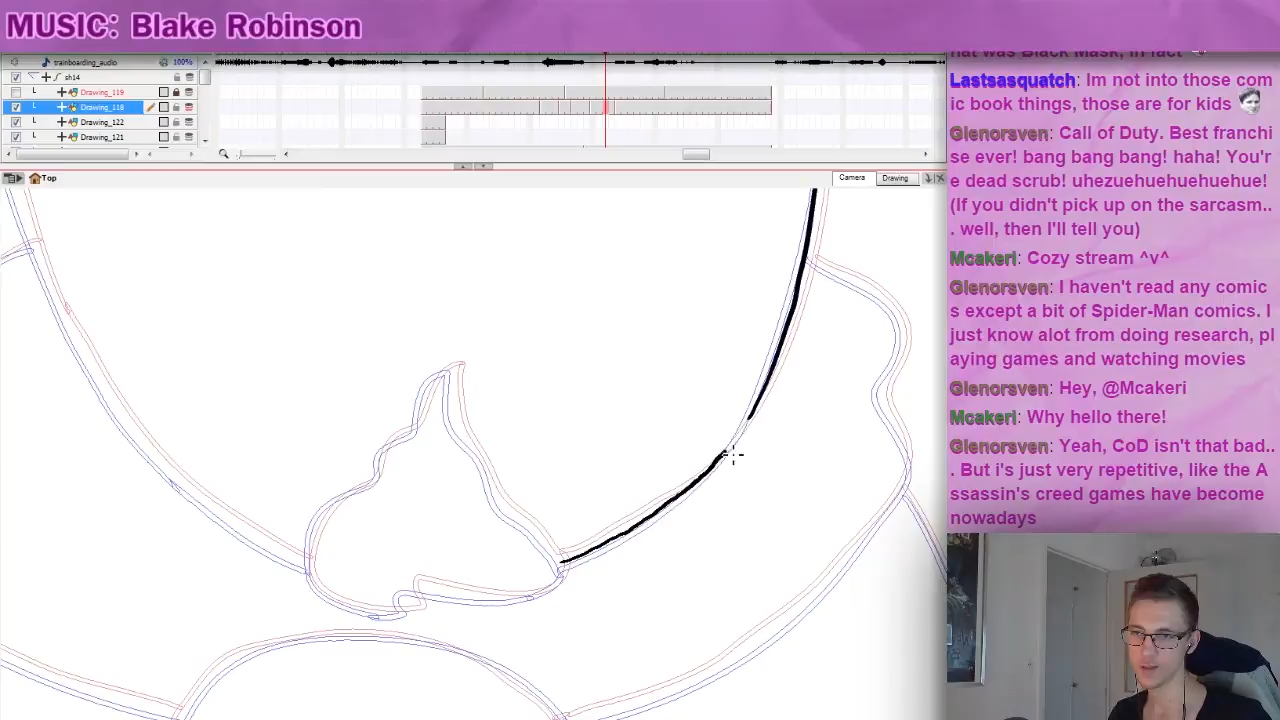 MUSIC: Blake Robinson
trainboarding_audio
100%
sh14
Drawing_119
Drawing_118
Drawing_122
Drawing_121
Top
Camera
Drawing
hat was Black Mask, in fact
Lastsasquatch: Im not into those com
ic book things, those are for kids
Glenorsven: Call of Duty. Best franchi
se ever! bang bang bang! haha! You'r
e dead scrub! uhezuehuehuehuehue!
(If you didn't pick up on the sarcasm..
. well, then I'll tell you)
Mcakeri: Cozy stream ^v^
Glenorsven: I haven't read any comic
s except a bit of Spider-Man comics. I
just know alot from doing research, pl
aying games and watching movies
Glenorsven: Hey, @Mcakeri
Mcakeri: Why hello there!
Glenorsven: Yeah, CoD isn't that bad..
. But i's just very repetitive, like the A
ssassin's creed games have become
nowadays